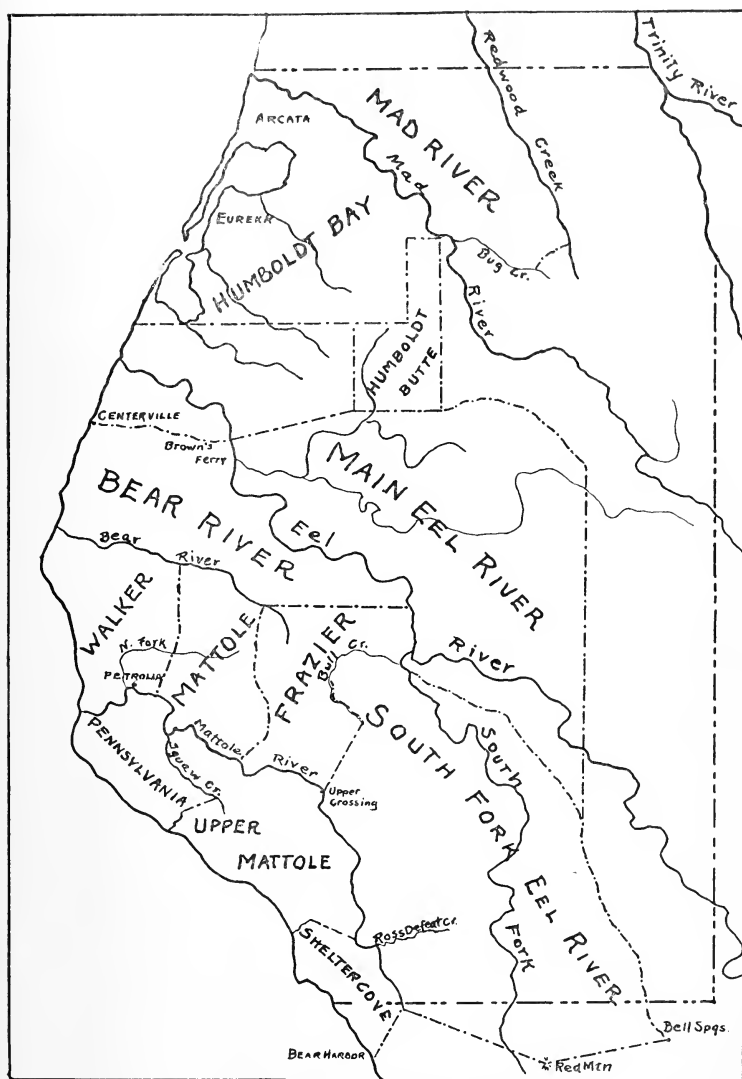 Redwood Creek
Trinity River
MAD RIVER
ARCATA
Mad
River
EUREKA
HUMBOLDT BAY
Bug Cr.
HUMBOLDT
BUTTE
CENTERVILLE
Brown's
Ferry
MAIN EEL RIVER
BEAR RIVER
Eel
River
Bear
River
WALKER
MATTOLE
FRAZIER
N. FORK
PETROLIA
Bull Cr.
PENNSYLVANIA
Mattole
River
Squaw Cr.
SOUTH FORK
EEL RIVER
South
Fork
Upper
Crossing
UPPER
MATTOLE
Ross Defeat Cr.
SHELTER COVE
BEAR HARBOR
Red Mtn
Bell Spgs.